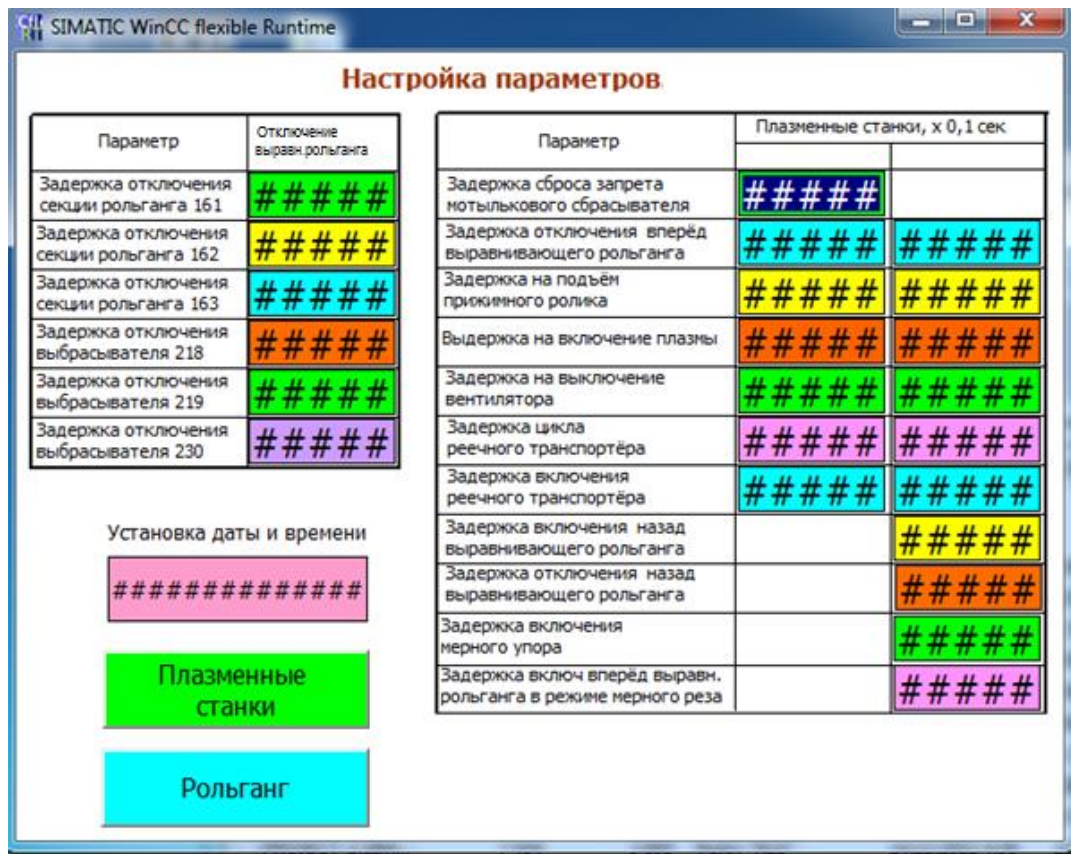 SIMATIC WinCC flexible Runtime
Настройка параметров
Параметр
Отключение
выравн.рольганга
Задержка отключения
секции рольганга 161
#####
Задержка отключения
секции рольганга 162
#####
Задержка отключения
секции рольганга 163
#####
Задержка отключения
выбрасывателя 218
#####
Задержка отключения
выбрасывателя 219
#####
Задержка отключения
выбрасывателя 230
#####
Установка даты и времени
##############
Плазменные
станки
Рольганг
Параметр
Плазменные станки, х 0,1 сек
Задержка сброса запрета
мотылькового сбрасывателя
#####
Задержка отключения вперёд
выравнивающего рольганга
##### #####
Задержка на подъём
прижимного ролика
##### #####
Выдержка на включение плазмы
##### #####
Задержка на выключение
вентилятора
##### #####
Задержка цикла
реечного транспортёра
##### #####
Задержка включения
реечного транспортёра
##### #####
Задержка включения назад
выравнивающего рольганга
#####
Задержка отключения назад
выравнивающего рольганга
#####
Задержка включения
мерного упора
#####
Задержка включ вперёд выравн.
рольганга в режиме мерного реза
#####